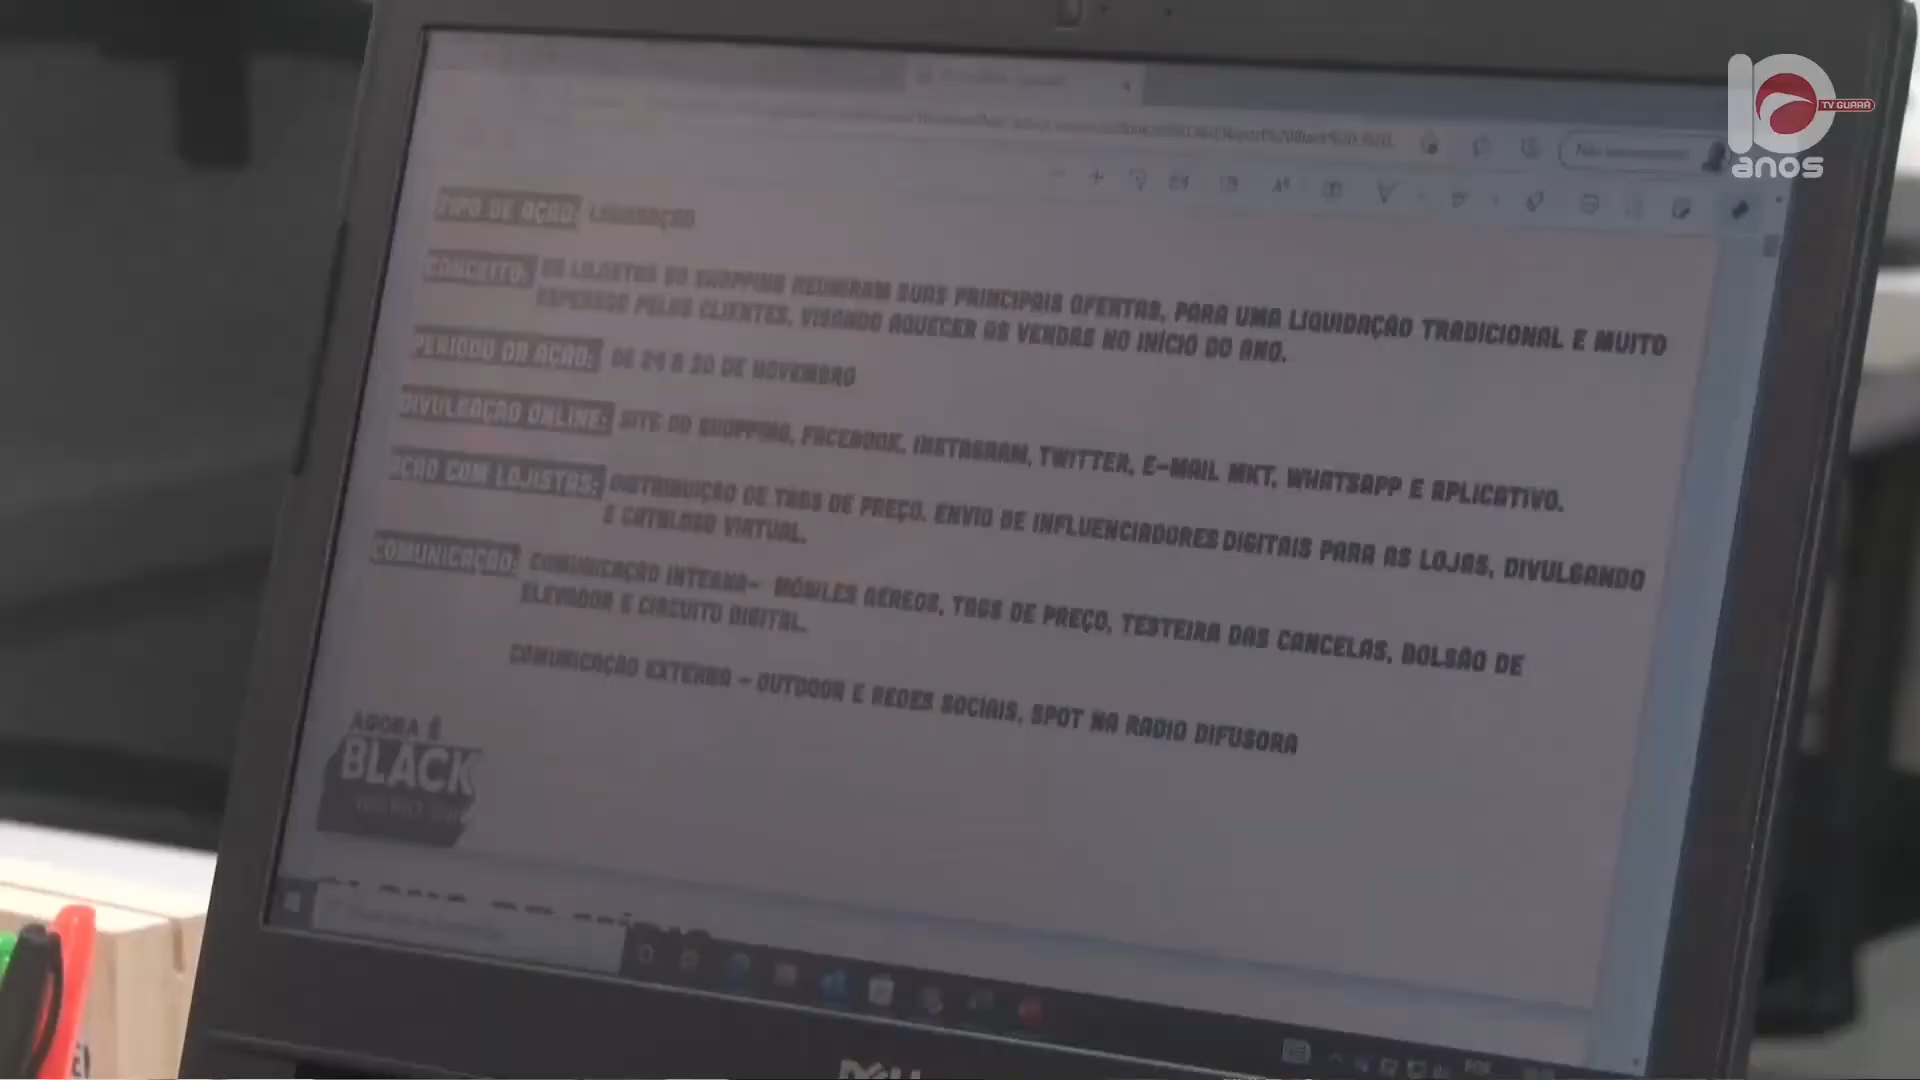 TV GUARÁ
10
anos
TIPO DE AÇÃO: LIQUIDAÇÃO
CONCEITO: OS LOJISTAS DO SHOPPING REUNIRAM SUAS PRINCIPAIS OFERTAS, PARA UMA LIQUIDAÇÃO TRADICIONAL E MUITO
ESPERADA PELOS CLIENTES, VISANDO AQUECER AS VENDAS NO INÍCIO DO ANO.
PERÍODO DA AÇÃO: DE 24 A 30 DE NOVEMBRO
DIVULGAÇÃO ONLINE: SITE DO SHOPPING, FACEBOOK, INSTAGRAM, TWITTER, E-MAIL MKT, WHATSAPP E APLICATIVO.
AÇÃO COM LOJISTAS: DISTRIBUIÇÃO DE TAGS DE PREÇO. ENVIO DE INFLUENCIADORES DIGITAIS PARA AS LOJAS, DIVULGANDO
E CATÁLOGO VIRTUAL.
COMUNICAÇÃO: COMUNICAÇÃO INTERNA- MÓBILES AÉREOS, TAGS DE PREÇO, TESTEIRA DAS CANCELAS, BOLSÃO DE
ELEVADOR E CIRCUITO DIGITAL.
COMUNICAÇÃO EXTERNA - OUTDOOR E REDES SOCIAIS, SPOT NA RADIO DIFUSORA
AGORA É
BLACK
DELL